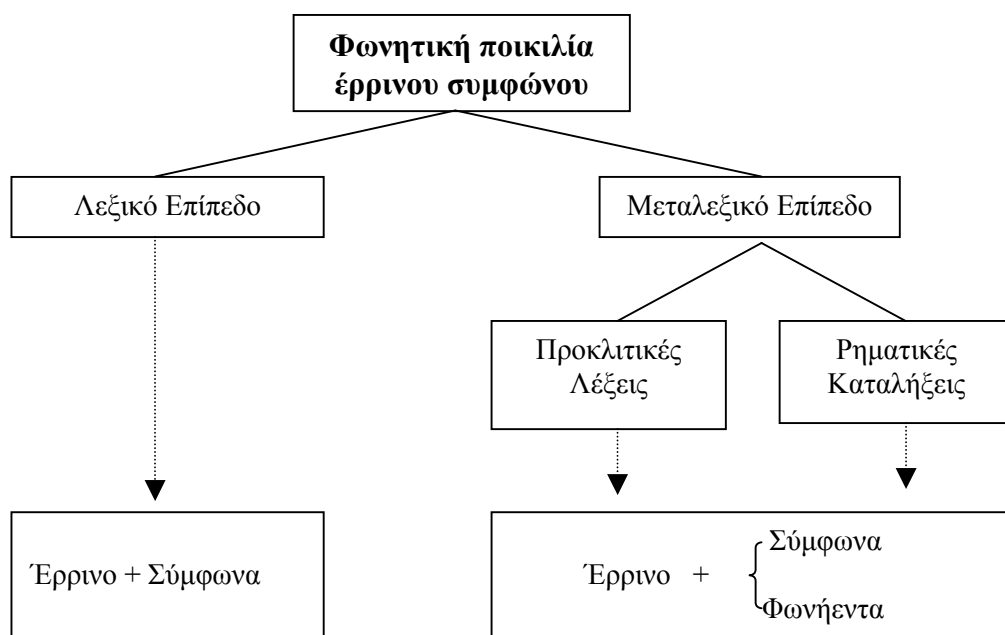 Φωνητική ποικιλία
έρρινου συμφώνου
Λεξικό Επίπεδο
Μεταλεξικό Επίπεδο
Προκλιτικές
Λέξεις
Ρηματικές
Καταλήξεις
Έρρινο + Σύμφωνα
Έρρινο + Σύμφωνα
Φωνήεντα